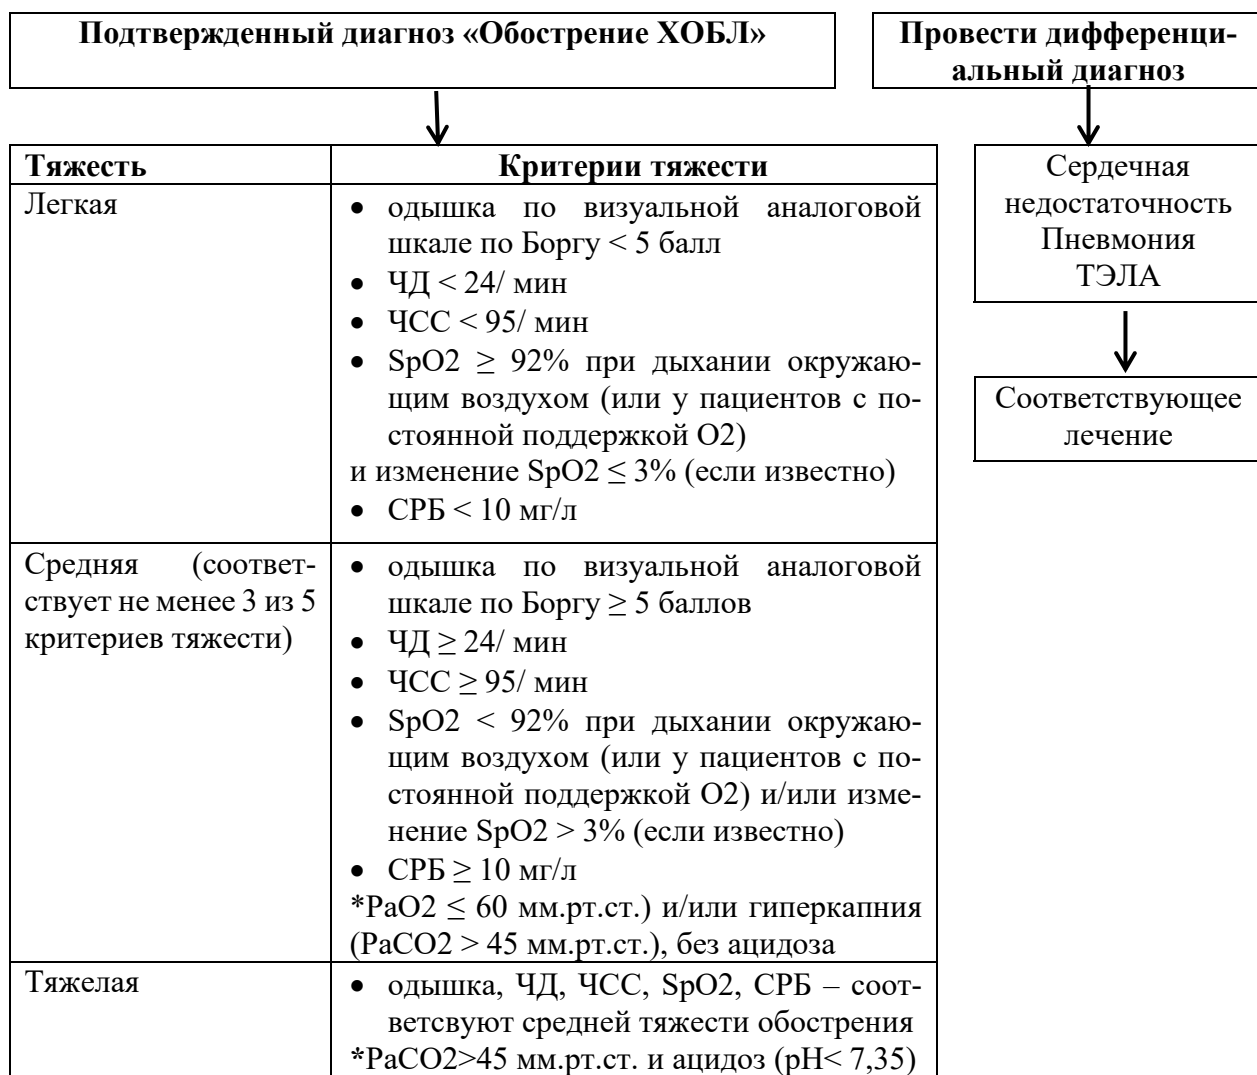 Подтвержденный диагноз «Обострение ХОБЛ»
Провести дифференци-
альный диагноз
Тяжесть
Критерии тяжести
Легкая
• одышка по визуальной аналоговой
шкале по Боргу < 5 балл
• ЧД < 24/ мин
• ЧСС < 95/ мин
• SpO2 ≥ 92% при дыхании окружаю-
щим воздухом (или у пациентов с по-
стоянной поддержкой О2)
и изменение SpO2 ≤ 3% (если известно)
• СРБ < 10 мг/л
Средняя (соответ-
ствует не менее 3 из 5
критериев тяжести)
• одышка по визуальной аналоговой
шкале по Боргу ≥ 5 баллов
• ЧД ≥ 24/ мин
• ЧСС ≥ 95/ мин
• SpO2 < 92% при дыхании окружаю-
щим воздухом (или у пациентов с по-
стоянной поддержкой О2) и/или изме-
нение SpO2 > 3% (если известно)
• СРБ ≥ 10 мг/л
*PaO2 ≤ 60 мм.рт.ст.) и/или гиперкапния
(PaCO2 > 45 мм.рт.ст.), без ацидоза
Тяжелая
• одышка, ЧД, ЧСС, SpO2, СРБ – соот-
ветсвуют средней тяжести обострения
*PaCO2>45 мм.рт.ст. и ацидоз (pH< 7,35)
Сердечная
недостаточность
Пневмония
ТЭЛА
Соответствующее
лечение